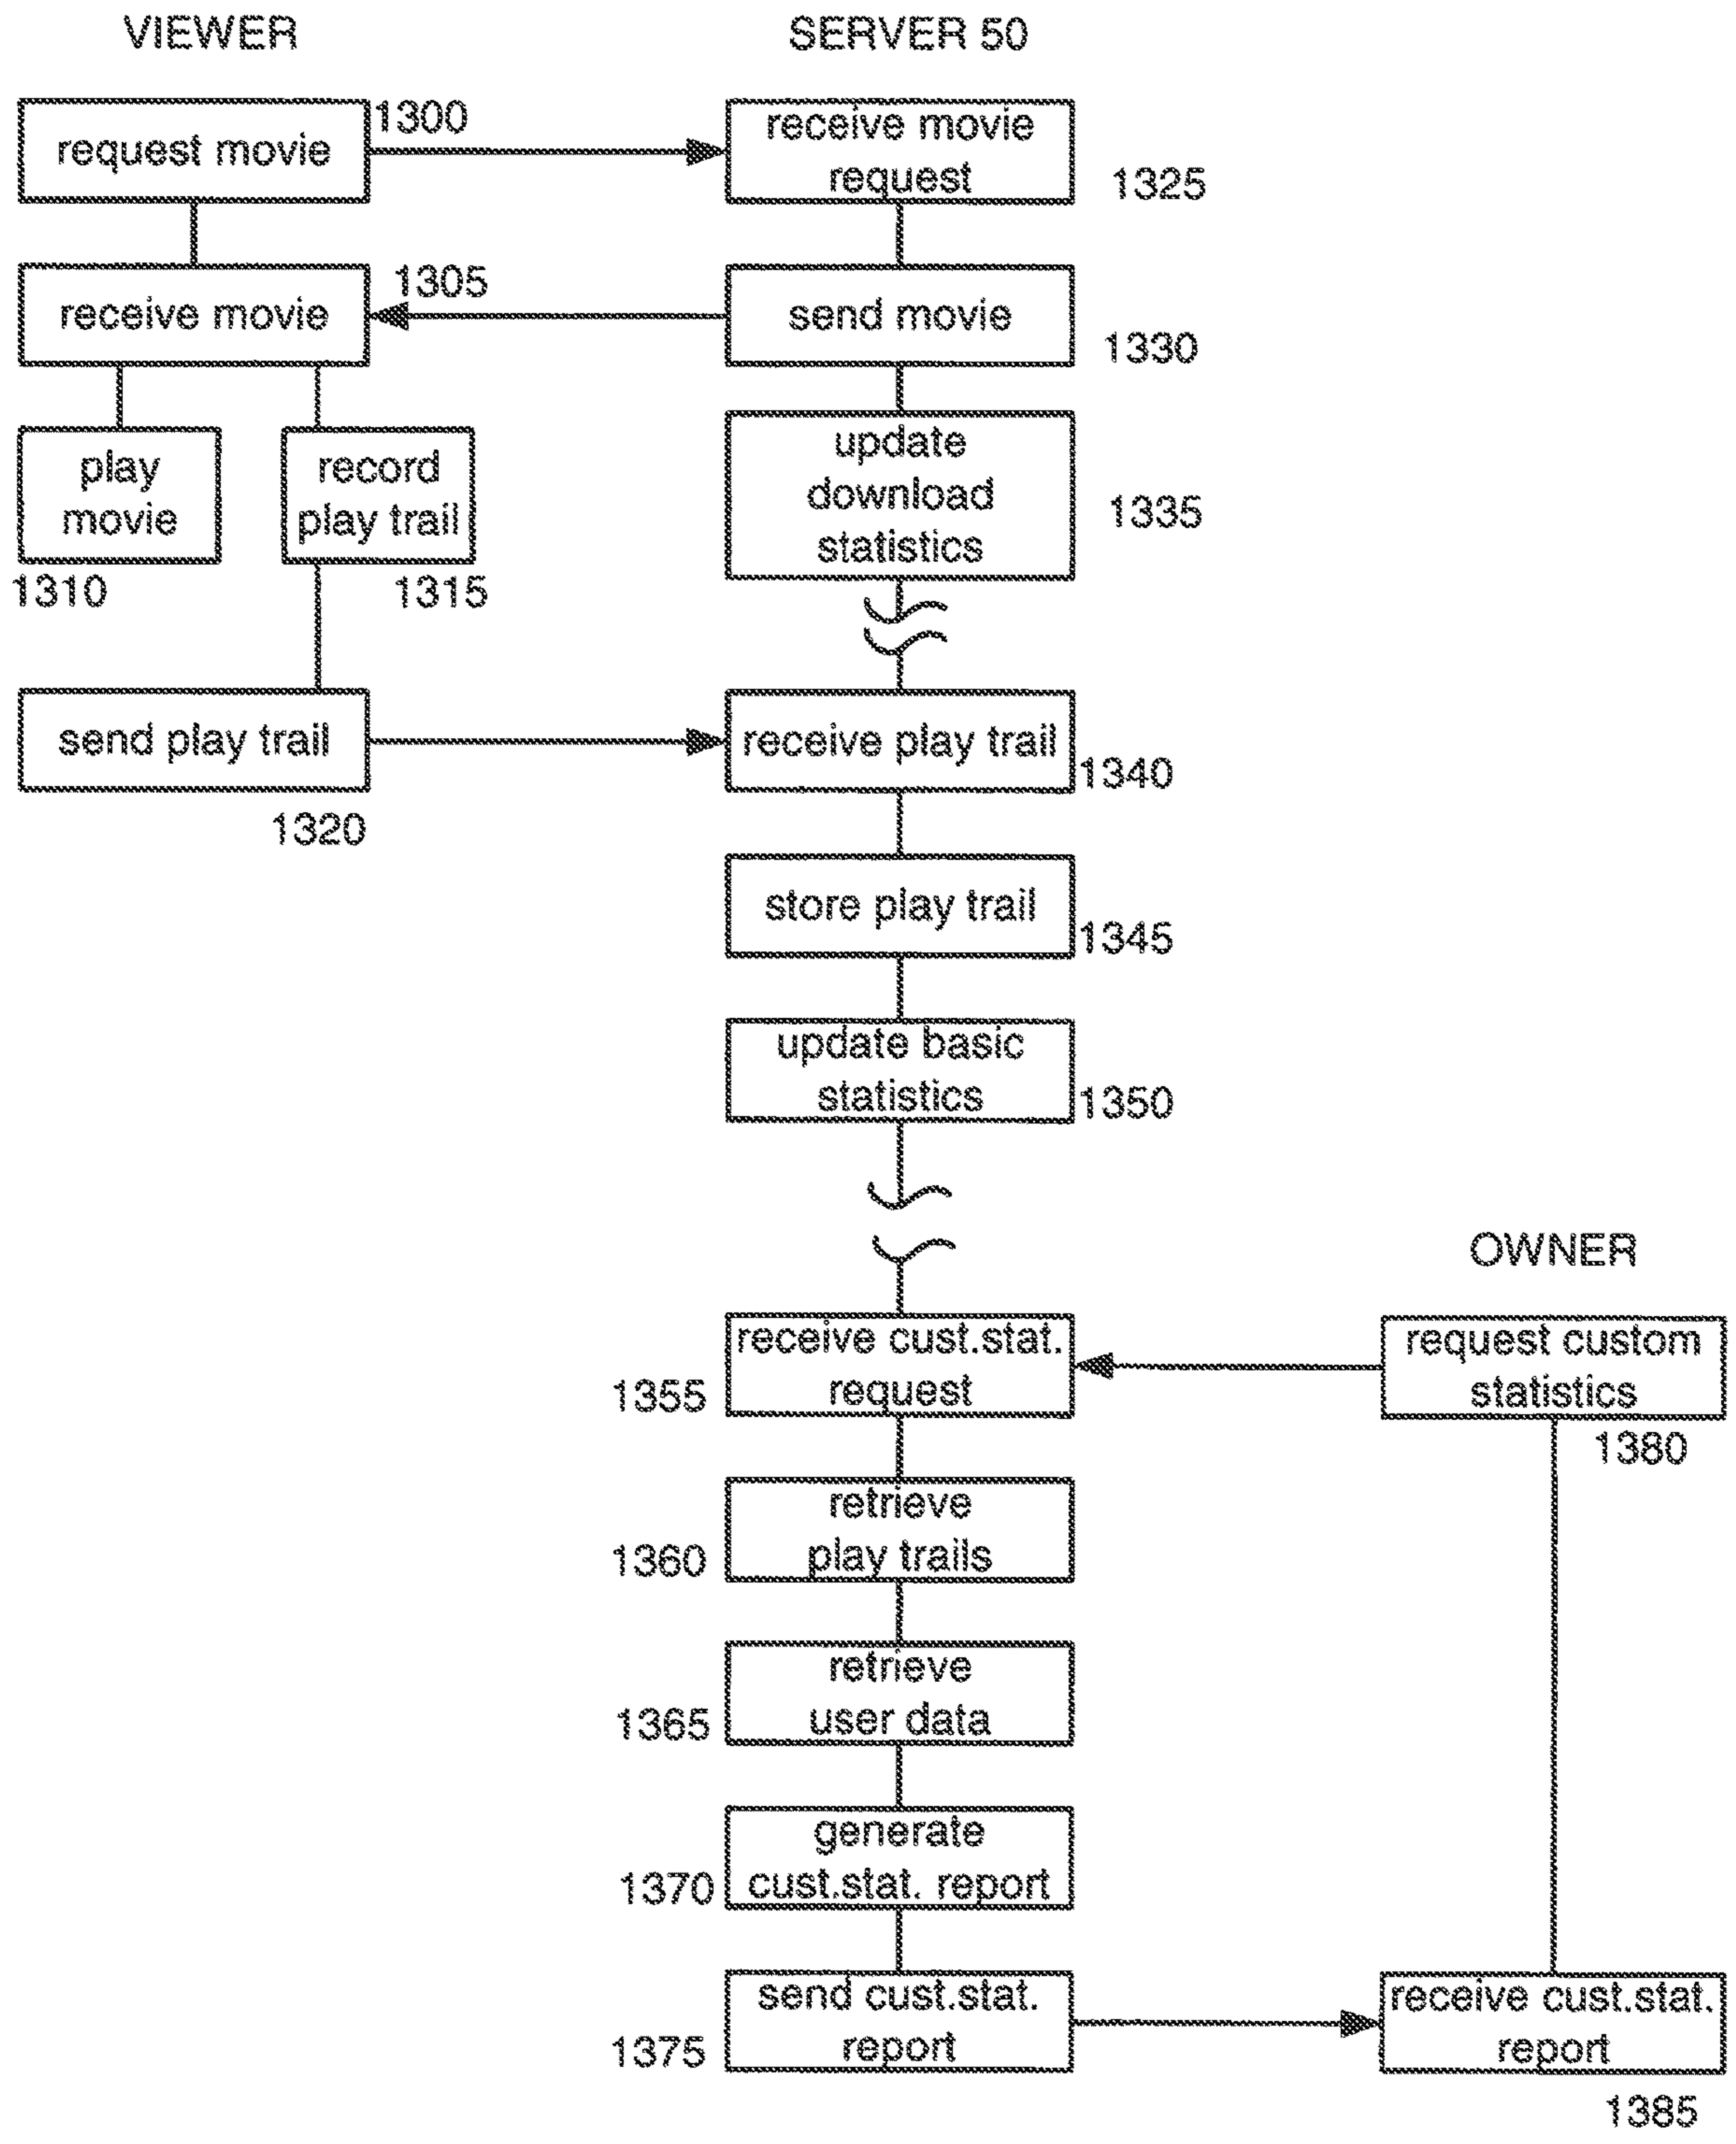 VIEWER
SERVER 50
request movie
1300
receive movie
request
1325
receive movie
1305
send movie
1330
play
movie
1310
record
play trail
1315
update
download
statistics
1335
send play trail
1320
receive play trail
1340
store play trail
1345
update basic
statistics
1350
OWNER
receive cust.stat.
request
1355
request custom
statistics
1380
retrieve
play trails
1360
retrieve
user data
1365
generate
cust.stat. report
1370
send cust.stat.
report
1375
receive cust.stat.
report
1385